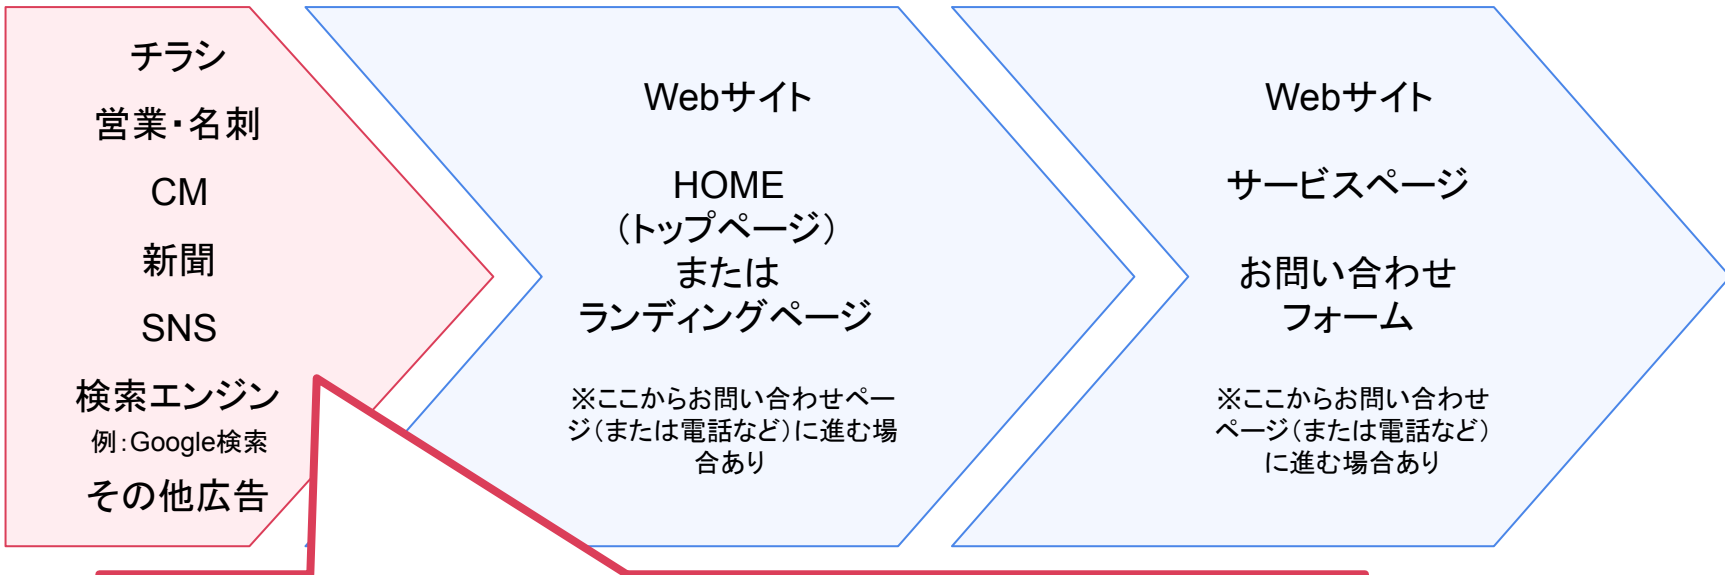 チラシ
営業・名刺
CM
新聞
SNS
検索エンジン
例：Google検索
その他広告
Webサイト
HOME
（トップページ）
または
ランディングページ
※ここからお問い合わせペー
ジ（または電話など）に進む場
合あり
Webサイト
サービスページ
お問い合わせ
フォーム
※ここからお問い合わせ
ページ（または電話など）
に進む場合あり